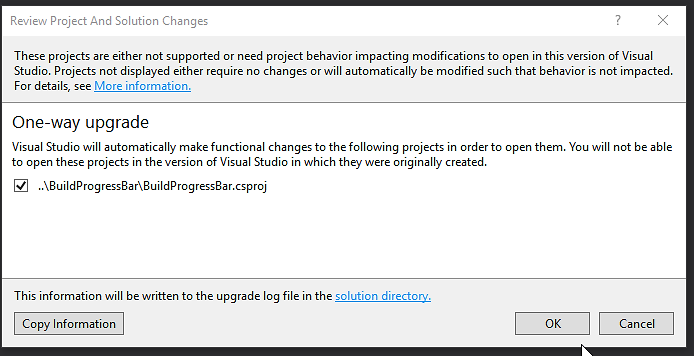 Review Project And Solution Changes
These projects are either not supported or need project behavior impacting modifications to open in this version of Visual
Studio. Projects not displayed either require no changes or will automatically be modified such that behavior is not impacted.
For details, see More information.
One-way upgrade
Visual Studio will automatically make functional changes to the following projects in order to open them. You will not be able
to open these projects in the version of Visual Studio in which they were originally created.
..\BuildProgressBar\BuildProgressBar.csproj
This information will be written to the upgrade log file in the solution directory.
Copy Information OK Cancel